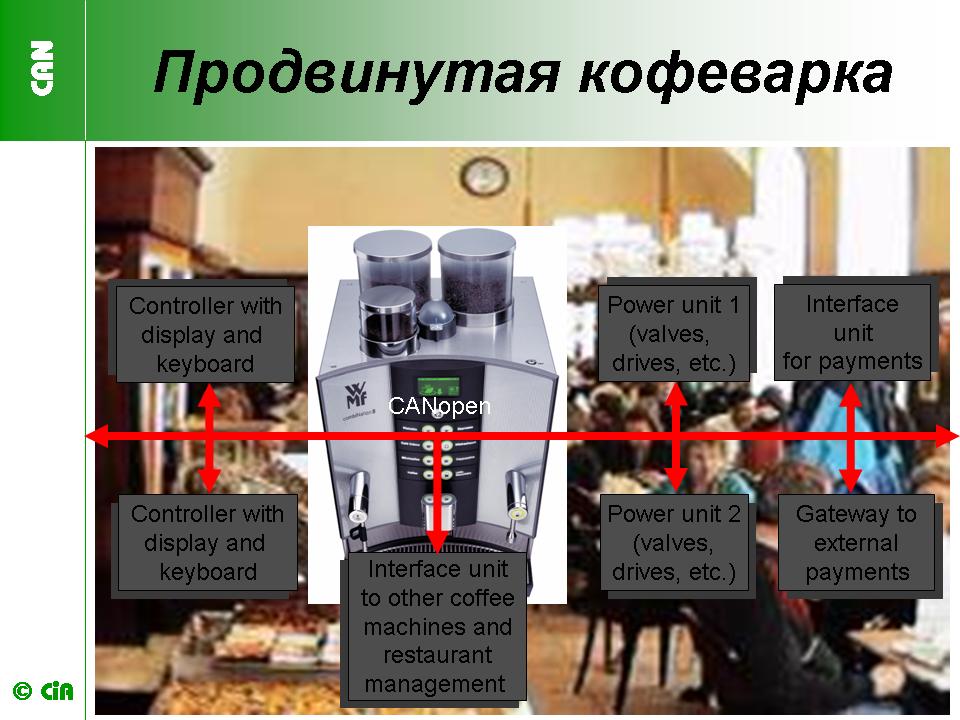 CAN
Продвинутая кофеварка
Controller with
display and
keyboard
Power unit 1
(valves,
drives, etc.)
Interface
unit
for payments
WMF
CANopen
Controller with
display and
keyboard
Power unit 2
(valves,
drives, etc.)
Gateway to
external
payments
Interface unit
to other coffee
machines and
restaurant
management
© CiA